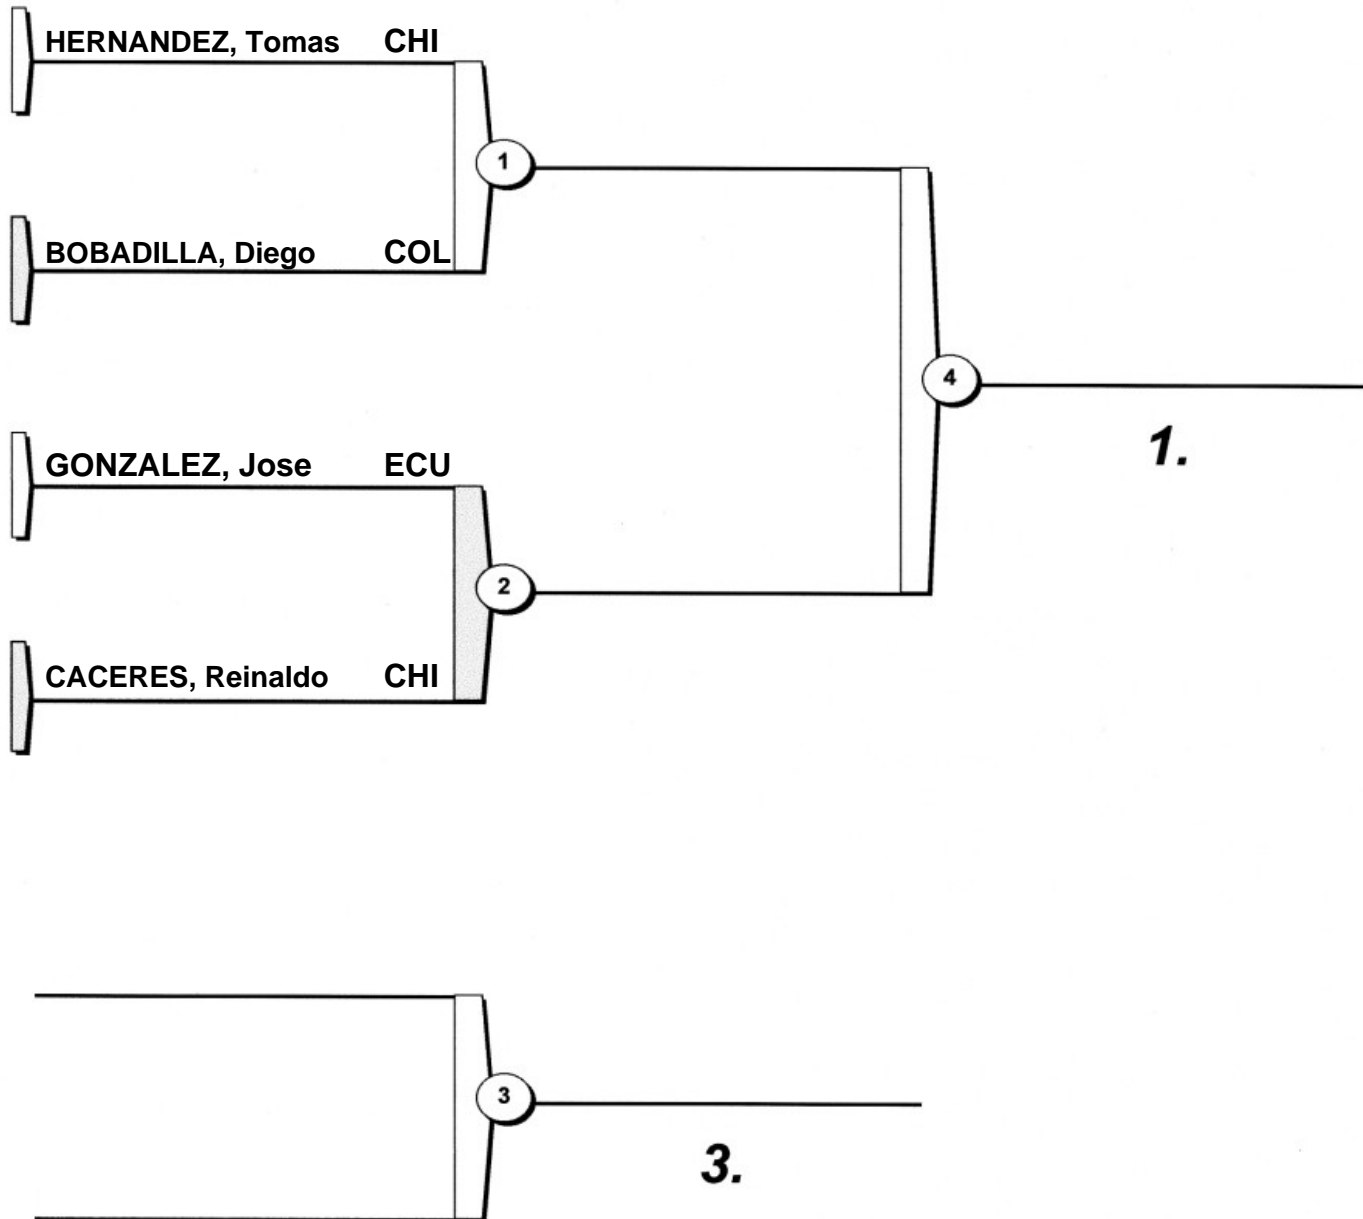 HERNANDEZ, Tomas CHI
1
BOBADILLA, Diego COL
4
1.
GONZALEZ, Jose ECU
2
CACERES, Reinaldo CHI
3
3.